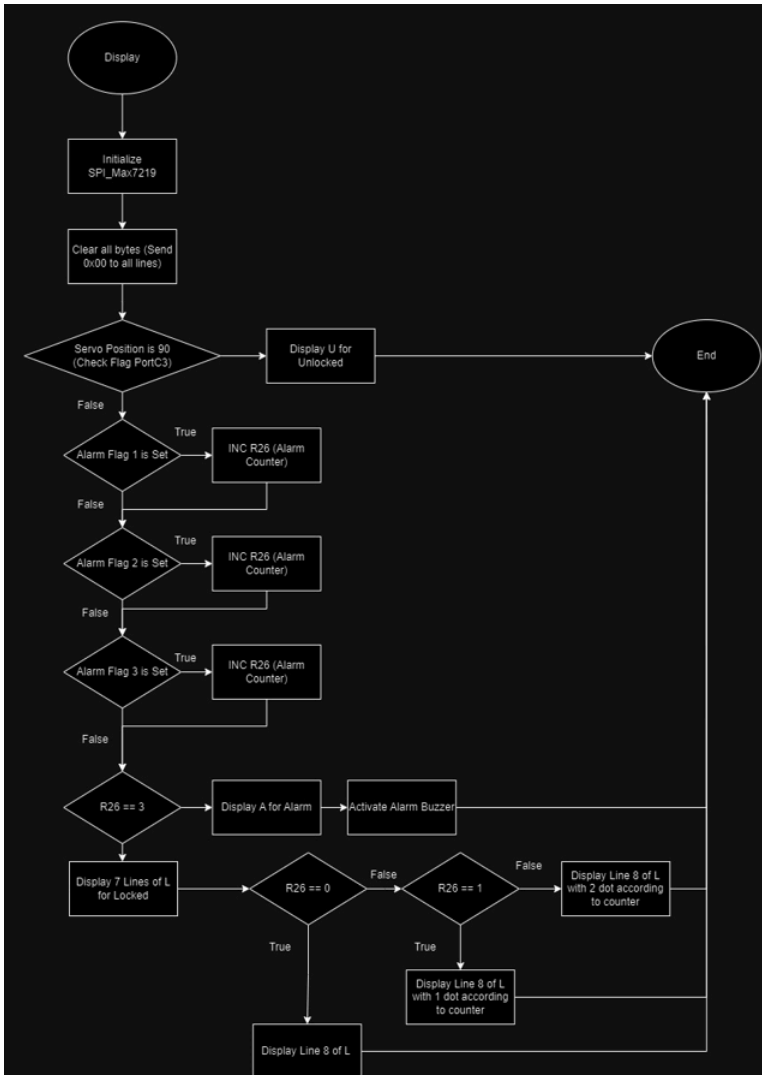 Display
Initialize
SPI_Max7219
Clear all bytes (Send
0x00 to all lines)
Servo Position is 90
(Check Flag PortC3)
Display U for
Unlocked
End
False
Alarm Flag 1 is Set
True
INC R26 (Alarm
Counter)
False
Alarm Flag 2 is Set
True
INC R26 (Alarm
Counter)
False
Alarm Flag 3 is Set
True
INC R26 (Alarm
Counter)
False
R26 == 3
Display A for Alarm
Activate Alarm Buzzer
Display 7 Lines of L
for Locked
R26 == 0
False
R26 == 1
False
Display Line 8 of L
with 2 dot according
to counter
True
True
Display Line 8 of L
with 1 dot according
to counter
Display Line 8 of L